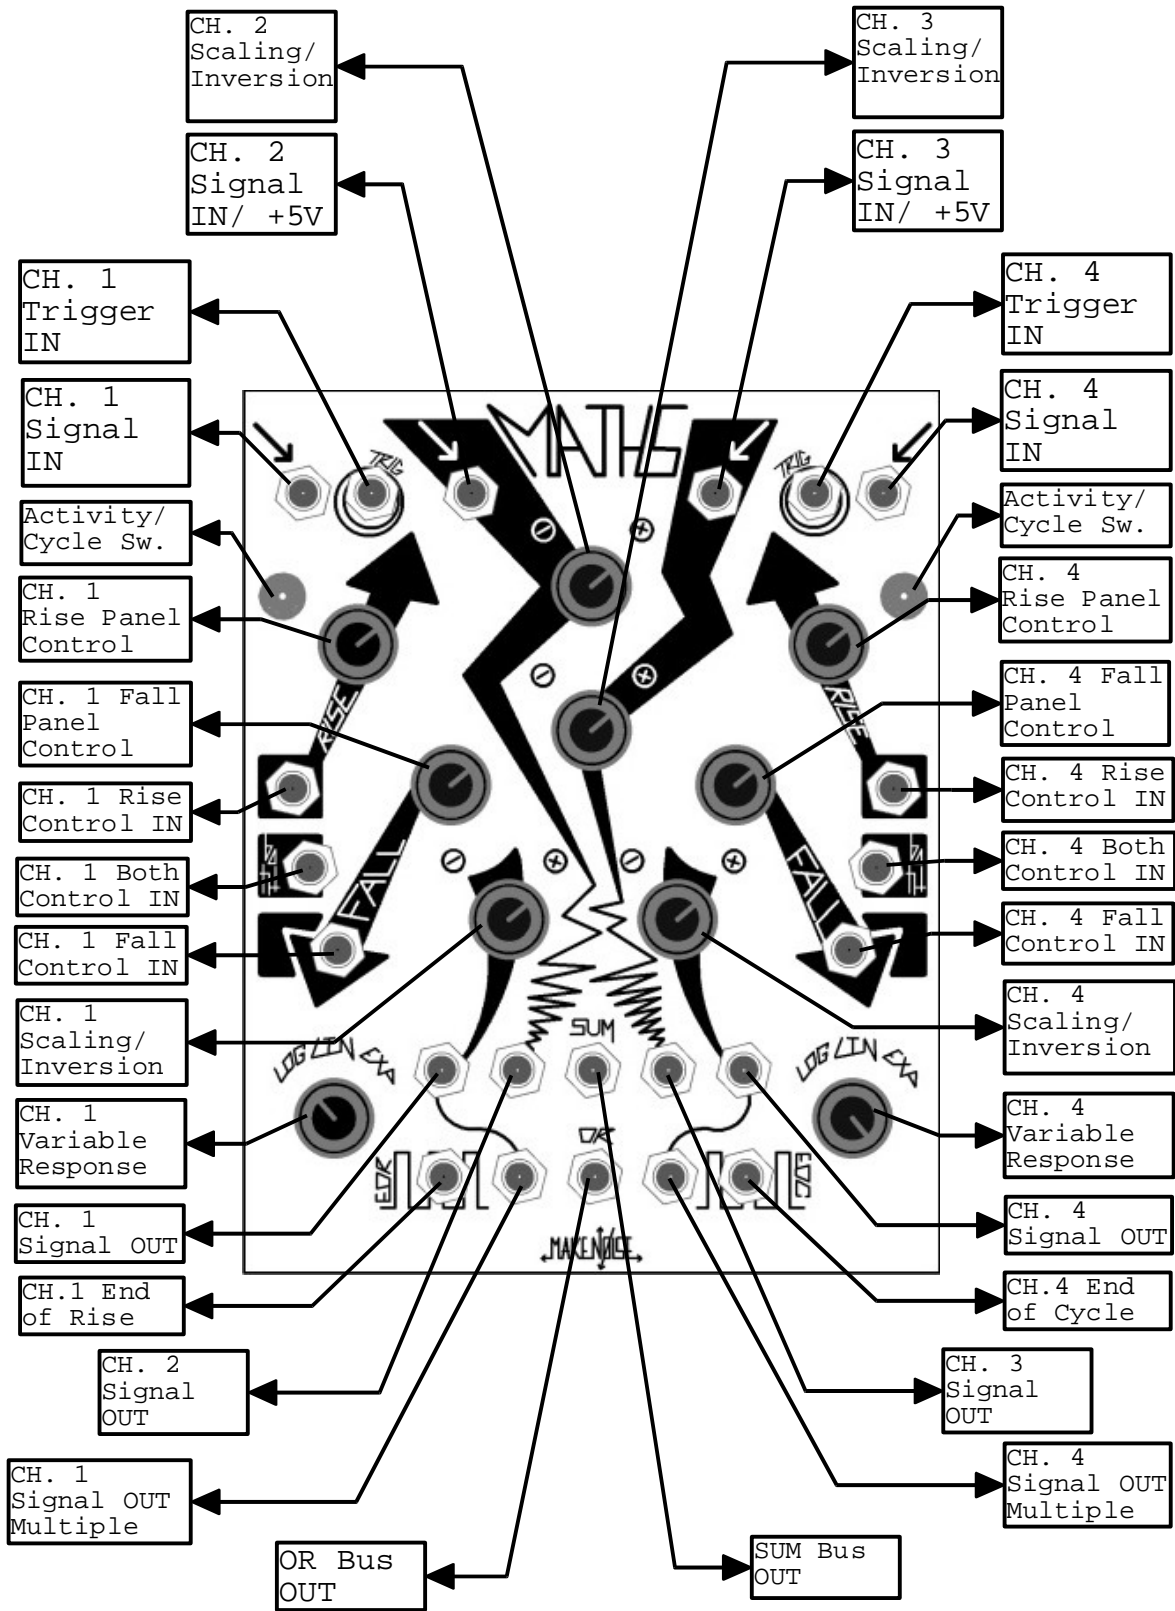 CH. 2
Scaling/
Inversion
CH. 3
Scaling/
Inversion
CH. 2
Signal
IN/ +5V
CH. 3
Signal
IN/ +5V
CH. 1
Trigger
IN
CH. 4
Trigger
IN
CH. 1
Signal
IN
CH. 4
Signal
IN
MATHS
TRIG
TRIG
Activity/
Cycle Sw.
Activity/
Cycle Sw.
CH. 1
Rise Panel
Control
CH. 4
Rise Panel
Control
RISE
RISE
CH. 1 Fall
Panel
Control
CH. 4 Fall
Panel
Control
CH. 1 Rise
Control IN
CH. 4 Rise
Control IN
CH. 1 Both
Control IN
CH. 4 Both
Control IN
FALL
FALL
CH. 1 Fall
Control IN
CH. 4 Fall
Control IN
CH. 1
Scaling/
Inversion
CH. 4
Scaling/
Inversion
SUM
LOG LIN EXP
LOG LIN EXP
CH. 1
Variable
Response
CH. 4
Variable
Response
OR
EOR
EOC
CH. 1
Signal OUT
CH. 4
Signal OUT
MAKENOISE
CH.1 End
of Rise
CH.4 End
of Cycle
CH. 2
Signal
OUT
CH. 3
Signal
OUT
CH. 1
Signal OUT
Multiple
CH. 4
Signal OUT
Multiple
OR Bus
OUT
SUM Bus
OUT